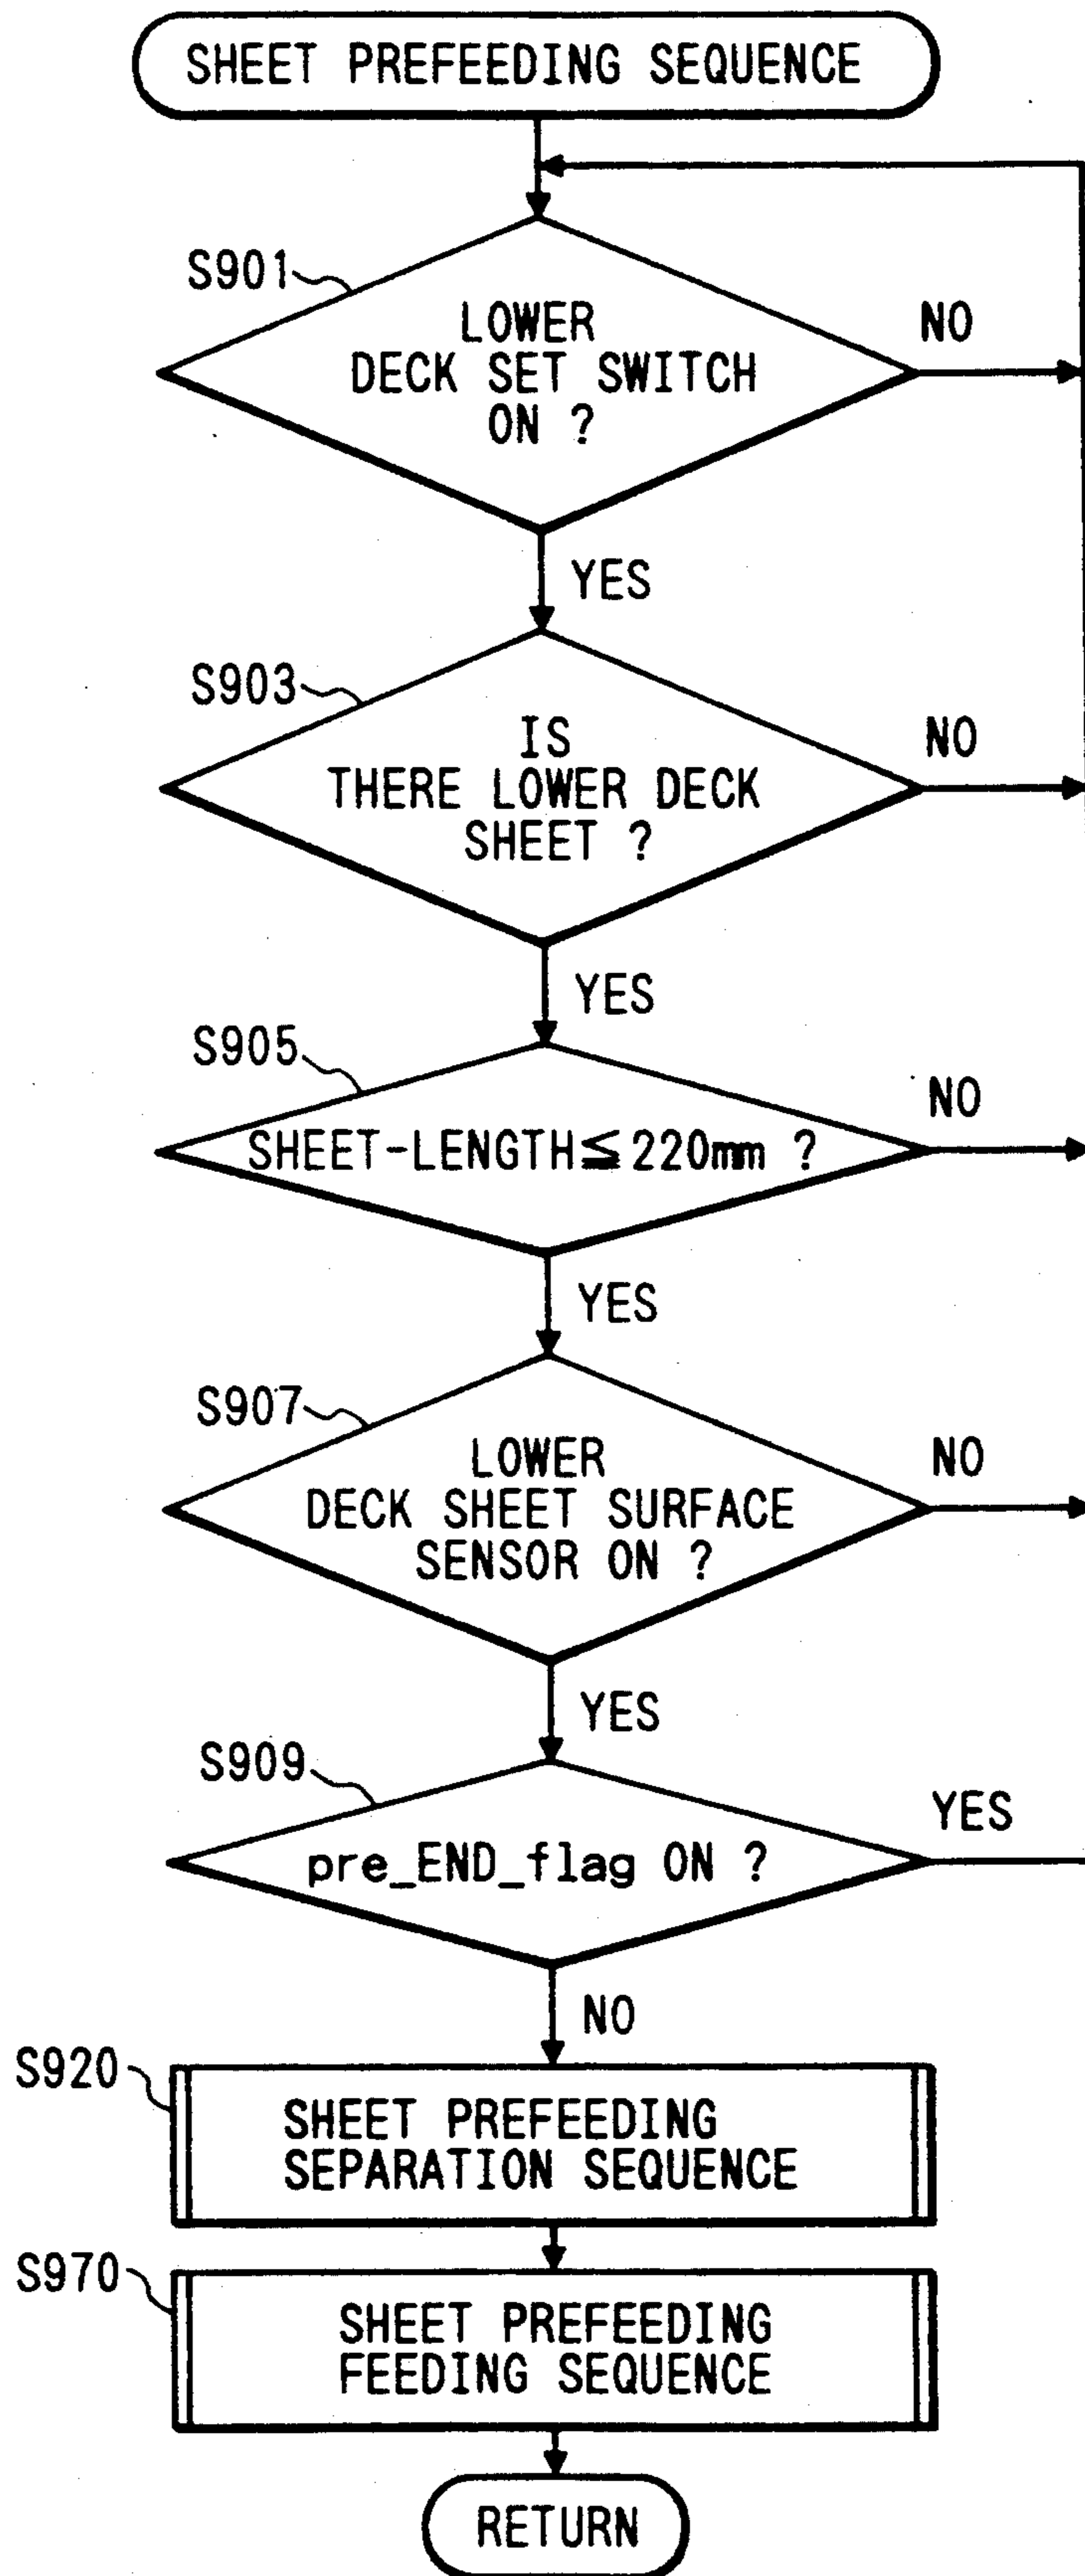 SHEET PREFEEDING SEQUENCE
S901
LOWER
DECK SET SWITCH
ON ?
NO
YES
S903
IS
THERE LOWER DECK
SHEET ?
NO
YES
S905
SHEET-LENGTH≦220mm ?
NO
YES
S907
LOWER
DECK SHEET SURFACE
SENSOR ON ?
NO
YES
S909
pre_END_flag ON ?
YES
NO
S920
SHEET PREFEEDING
SEPARATION SEQUENCE
S970
SHEET PREFEEDING
FEEDING SEQUENCE
RETURN